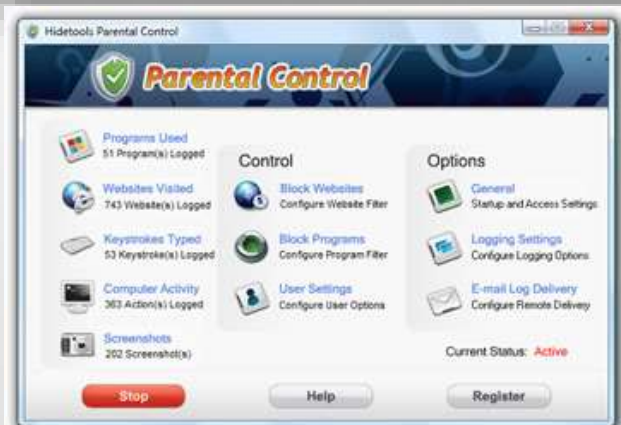 Hidetools Parental Control
Parental Control
Programs Used
51 Program(s) Logged
Websites Visited
743 Website(s) Logged
Keystrokes Typed
53 Keystroke(s) Logged
Computer Activity
363 Action(s) Logged
Screenshots
202 Screenshot(s)
Control
Block Websites
Configure Website Filter
Block Programs
Configure Program Filter
User Settings
Configure User Options
Options
General
Startup and Access Settings
Logging Settings
Configure Logging Options
E-mail Log Delivery
Configure Remote Delivery
Current Status: Active
Stop
Help
Register